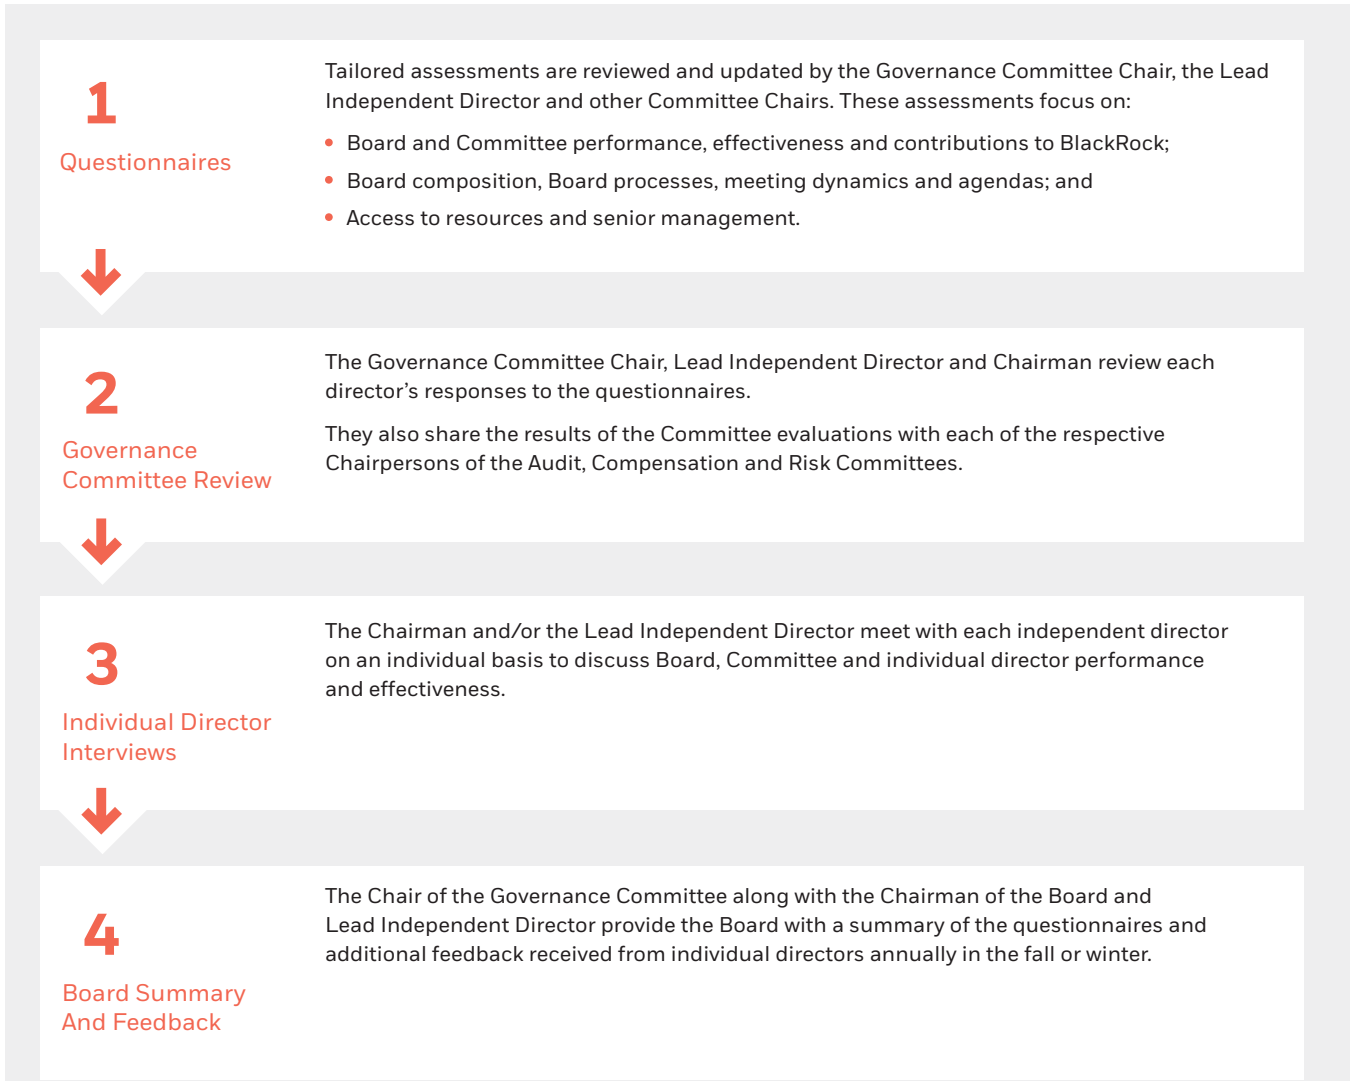 1
Questionnaires
Tailored assessments are reviewed and updated by the Governance Committee Chair, the Lead
Independent Director and other Committee Chairs. These assessments focus on:
• Board and Committee performance, effectiveness and contributions to BlackRock;
• Board composition, Board processes, meeting dynamics and agendas; and
• Access to resources and senior management.
2
Governance
Committee Review
The Governance Committee Chair, Lead Independent Director and Chairman review each
director’s responses to the questionnaires.
They also share the results of the Committee evaluations with each of the respective
Chairpersons of the Audit, Compensation and Risk Committees.
3
Individual Director
Interviews
The Chairman and/or the Lead Independent Director meet with each independent director
on an individual basis to discuss Board, Committee and individual director performance
and effectiveness.
4
Board Summary
And Feedback
The Chair of the Governance Committee along with the Chairman of the Board and
Lead Independent Director provide the Board with a summary of the questionnaires and
additional feedback received from individual directors annually in the fall or winter.